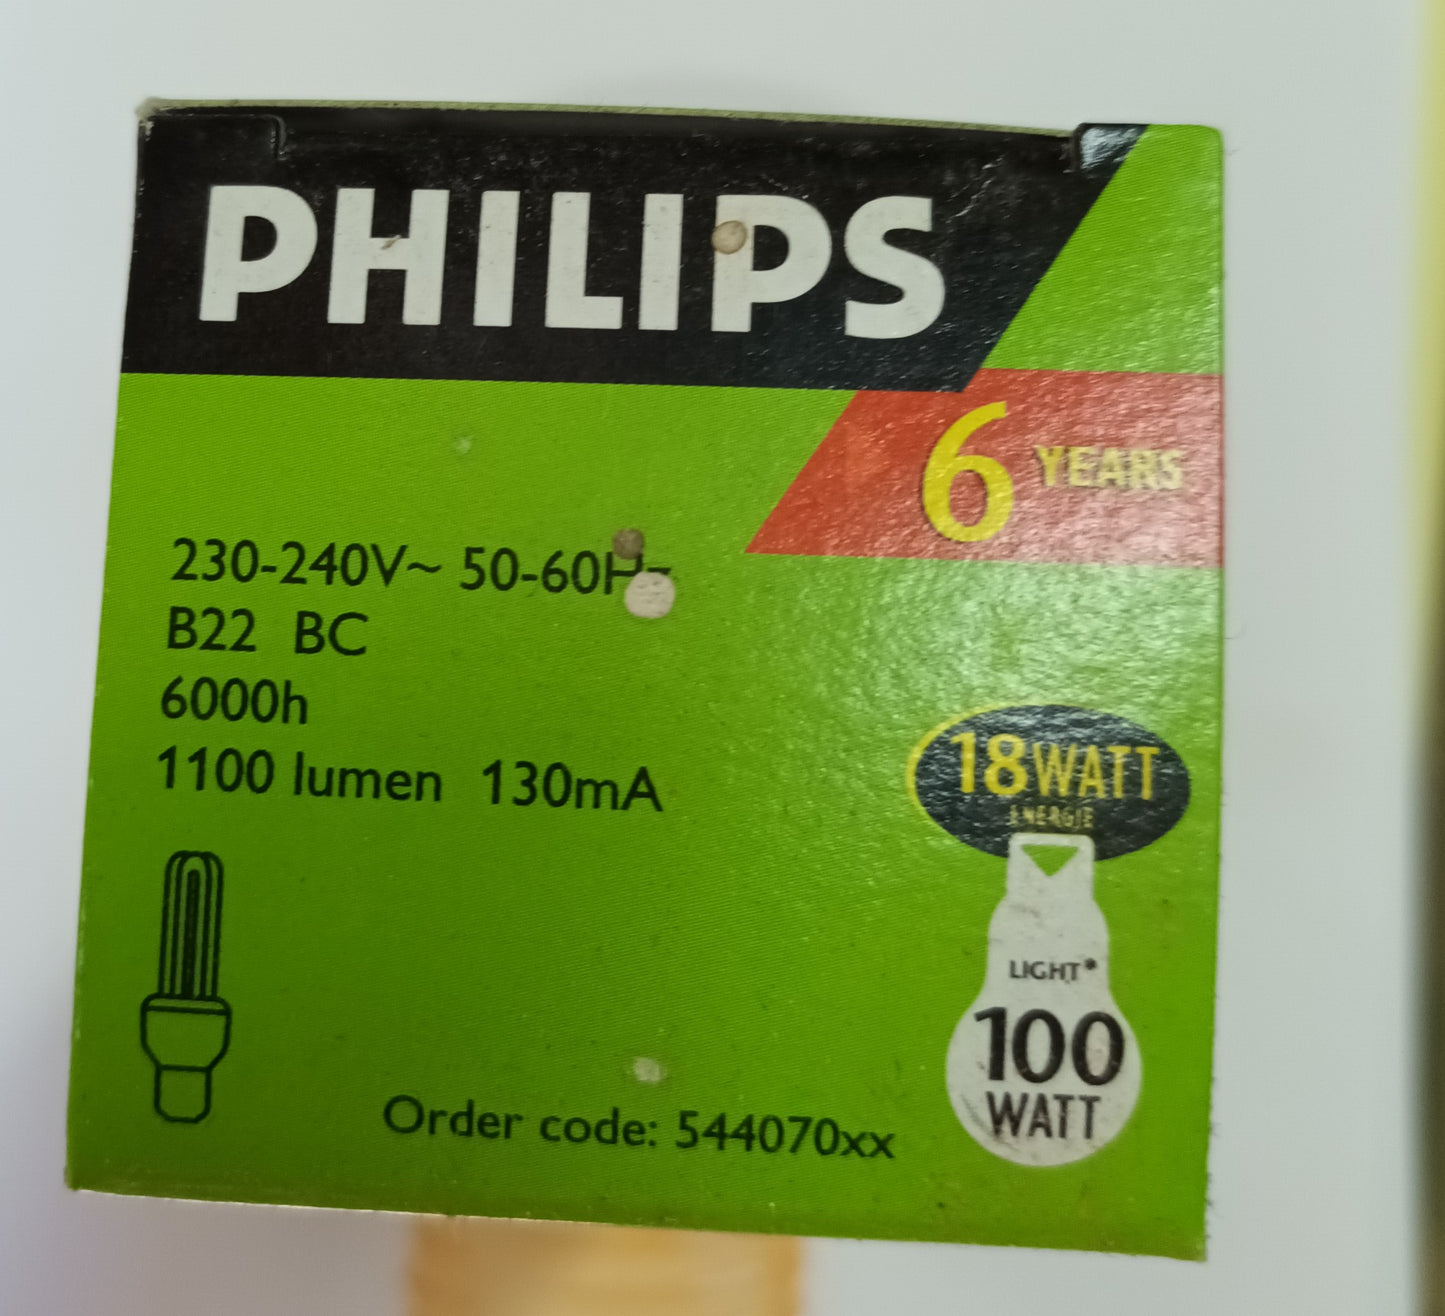 PHILIPS
6 YEARS
230-240V~ 50-60Hz
B22 BC
6000h
1100 lumen 130mA
18WATT
ENERGIE
LIGHT*
100
WATT
Order code: 544070xx